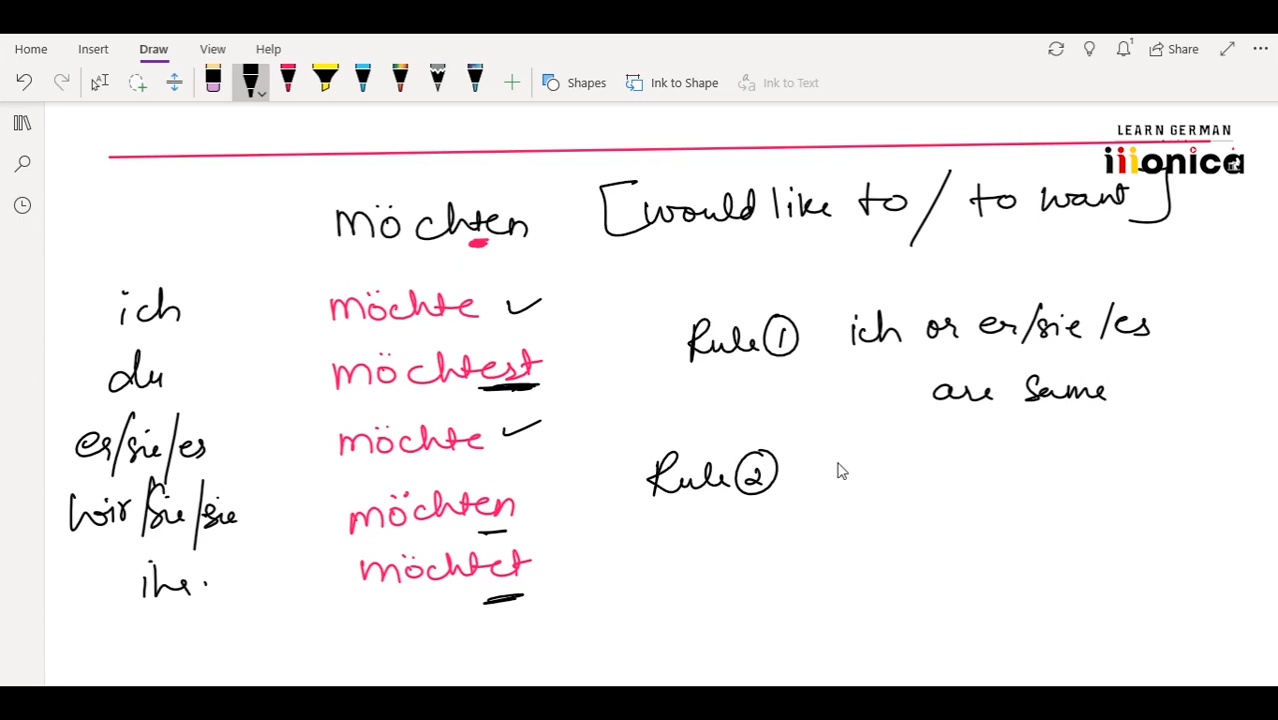 Home Insert Draw View Help
Share
Shapes Ink to Shape Ink to Text
LEARN GERMAN
iiionica
möchten [would like to / to want]
ich möchte ✓
du möchtest
er/sie/es möchte ✓
wir/Sie/sie möchten
ihr. möchtet
Rule ① ich or er/sie/es
are same
Rule ②